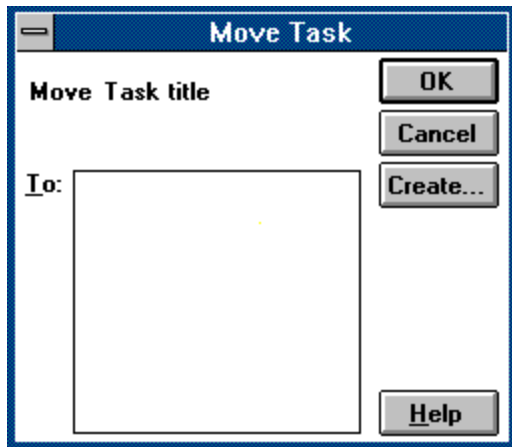 Move Task
Move Task title
OK
Cancel
To:
Create...
Help